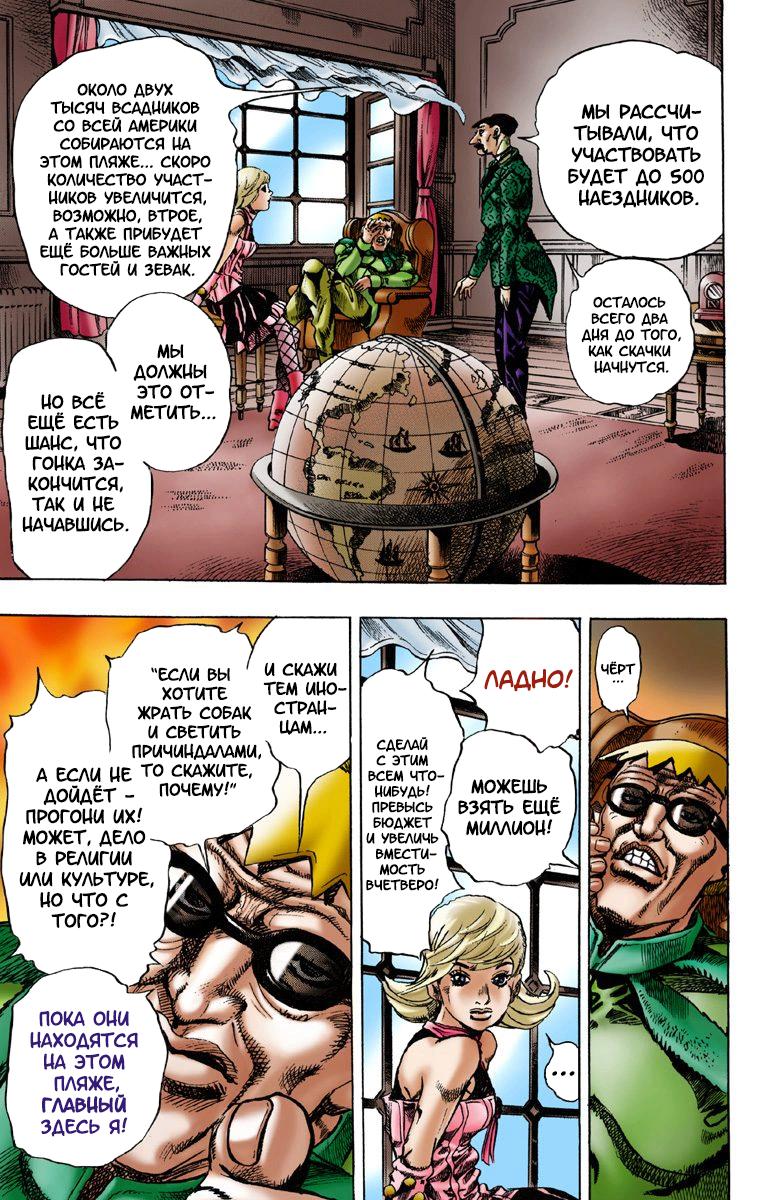 МЫ РАССЧИ-
ТЫВАЛИ, ЧТО
УЧАСТВОВАТЬ
БУДЕТ ДО 500
НАЕЗДНИКОВ.
ОСТАЛОСЬ
ВСЕГО ДВА
ДНЯ ДО ТОГО,
КАК СКАЧКИ
НАЧНУТСЯ.
ОКОЛО ДВУХ
ТЫСЯЧ ВСАДНИКОВ
СО ВСЕЙ АМЕРИКИ
СОБИРАЮТСЯ НА
ЭТОМ ПЛЯЖЕ... СКОРО
КОЛИЧЕСТВО УЧАСТ-
НИКОВ УВЕЛИЧИТСЯ,
ВОЗМОЖНО, ВТРОЕ,
А ТАКЖЕ ПРИБУДЕТ
ЕЩЁ БОЛЬШЕ ВАЖНЫХ
ГОСТЕЙ И ЗЕВАК.
МЫ
ДОЛЖНЫ
ЭТО ОТ-
МЕТИТЬ...
НО ВСЁ
ЕЩЁ ЕСТЬ
ШАНС, ЧТО
ГОНКА ЗА-
КОНЧИТСЯ,
ТАК И НЕ
НАЧАВШИСЬ.
ЧЁРТ
...
ЛАДНО!
МОЖЕШЬ
ВЗЯТЬ ЕЩЁ
МИЛЛИОН!
СДЕЛАЙ
С ЭТИМ
ВСЕМ ЧТО-
НИБУДЬ!
ПРЕВЫСЬ
БЮДЖЕТ
И УВЕЛИЧЬ
ВМЕСТИ-
МОСТЬ
ВЧЕТВЕРО!
...
И СКАЖИ
ТЕМ ИНО-
СТРАН-
ЦАМ...
"ЕСЛИ ВЫ
ХОТИТЕ
ЖРАТЬ СОБАК
И СВЕТИТЬ
ПРИЧИНДАЛАМИ,
ТО СКАЖИТЕ,
ПОЧЕМУ!"
А ЕСЛИ НЕ
ДОЙДЁТ –
ПРОГОНИ ИХ!
МОЖЕТ, ДЕЛО
В РЕЛИГИИ
ИЛИ КУЛЬТУРЕ,
НО ЧТО С
ТОГО?!
ПОКА ОНИ
НАХОДЯТСЯ
НА ЭТОМ
ПЛЯЖЕ,
ГЛАВНЫЙ
ЗДЕСЬ Я!